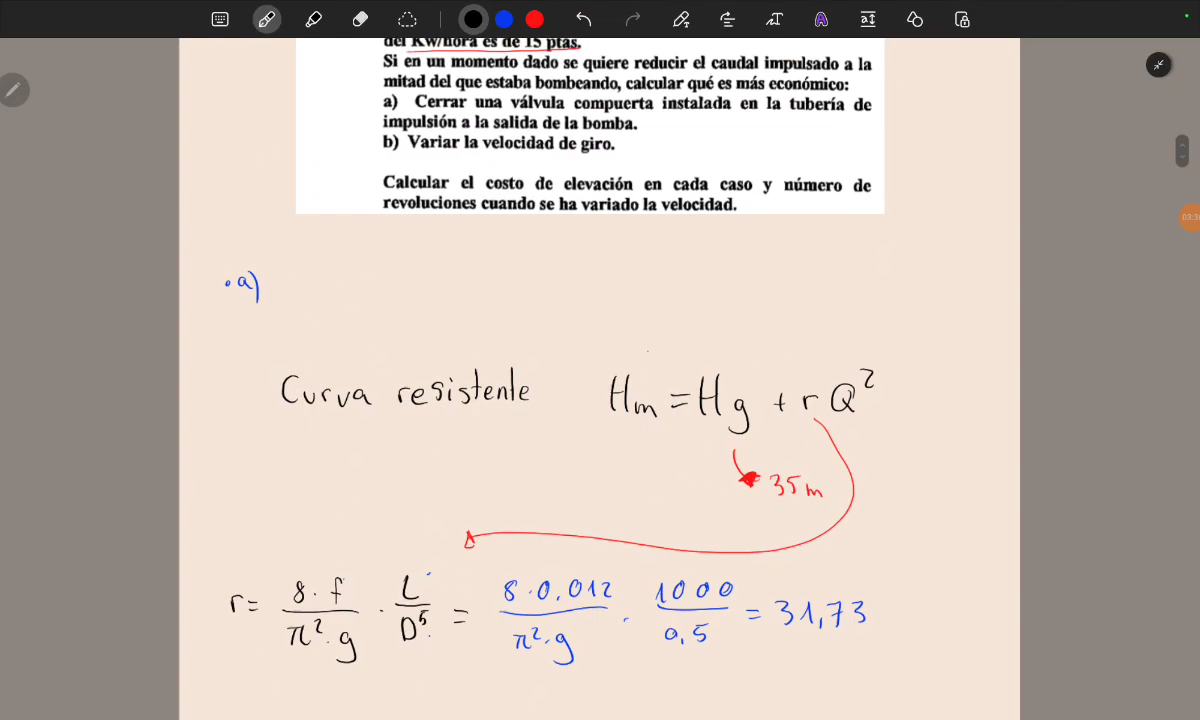 del KW/hora es de 15 ptas.
Si en un momento dado se quiere reducir el caudal impulsado a la
mitad del que estaba bombeando, calcular qué es más económico:
a) Cerrar una válvula compuerta instalada en la tubería de
impulsión a la salida de la bomba.
b) Variar la velocidad de giro.
Calcular el costo de elevación en cada caso y número de
revoluciones cuando se ha variado la velocidad.
03:3
. a)
Curva resistente Hm = Hg + rQ²
35 m
r = 8 · f / π² · g · L / D⁵ = 8 · 0.012 / π² · g · 1000 / 0,5 = 31,73